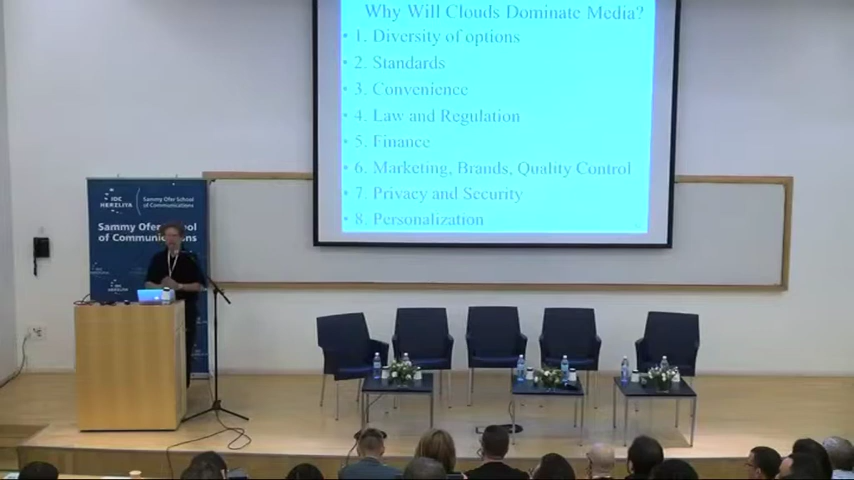 Why Will Clouds Dominate Media?
• 1. Diversity of options
• 2. Standards
• 3. Convenience
• 4. Law and Regulation
• 5. Finance
• 6. Marketing, Brands, Quality Control
• 7. Privacy and Security
• 8. Personalization
IDC HERZLIYA
Sammy Ofer School
of Communications
Sammy Ofer School
of Communications